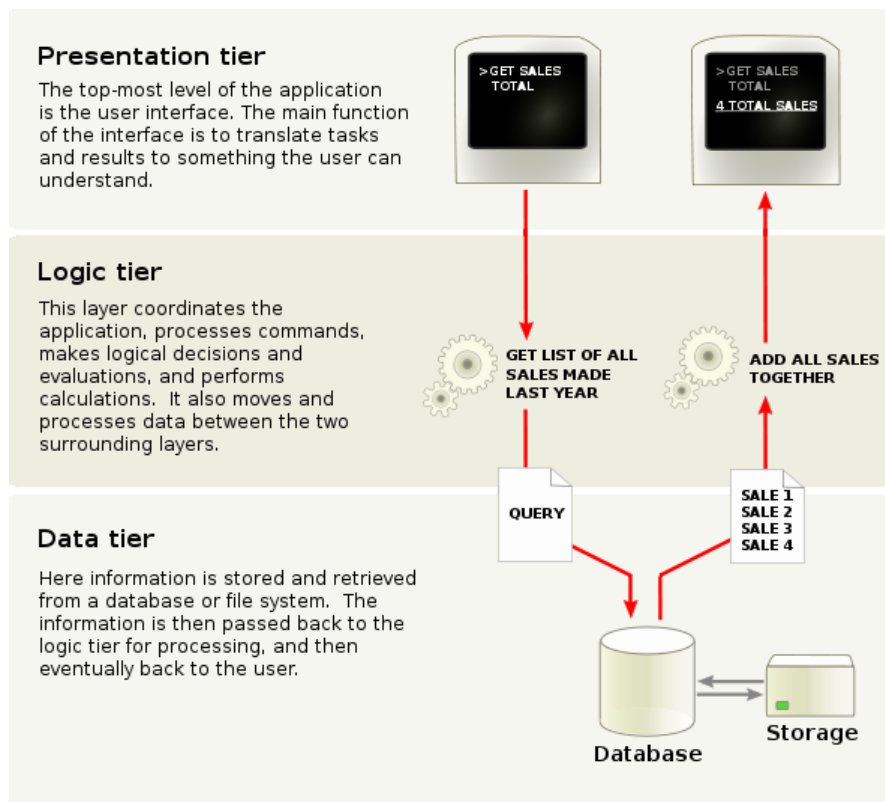 Presentation tier
The top-most level of the application
is the user interface. The main function
of the interface is to translate tasks
and results to something the user can
understand.
>GET SALES
TOTAL
>GET SALES
TOTAL
4 TOTAL SALES
Logic tier
This layer coordinates the
application, processes commands,
makes logical decisions and
evaluations, and performs
calculations.  It also moves and
processes data between the two
surrounding layers.
GET LIST OF ALL
SALES MADE
LAST YEAR
ADD ALL SALES
TOGETHER
QUERY
SALE 1
SALE 2
SALE 3
SALE 4
Data tier
Here information is stored and retrieved
from a database or file system.  The
information is then passed back to the
logic tier for processing, and then
eventually back to the user.
Database
Storage